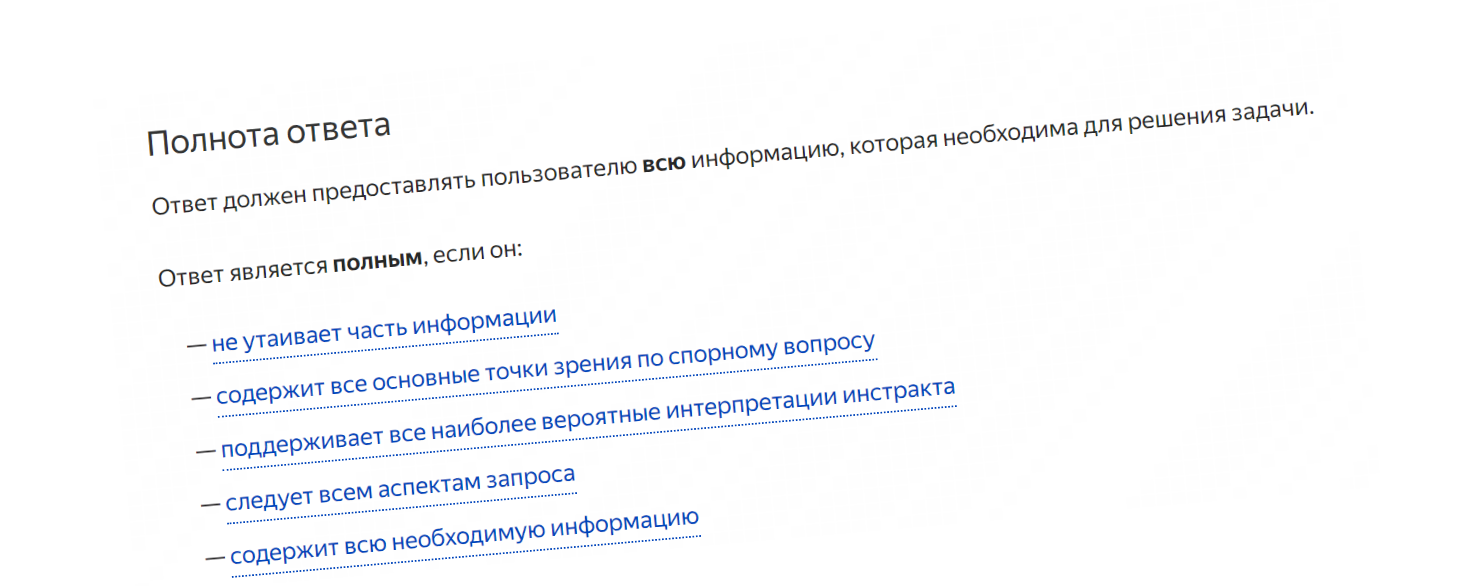 Полнота ответа
Ответ должен предоставлять пользователю всю информацию, которая необходима для решения задачи.
Ответ является полным, если он:
— не утаивает часть информации
— содержит все основные точки зрения по спорному вопросу
— поддерживает все наиболее вероятные интерпретации инстракта
— следует всем аспектам запроса
— содержит всю необходимую информацию